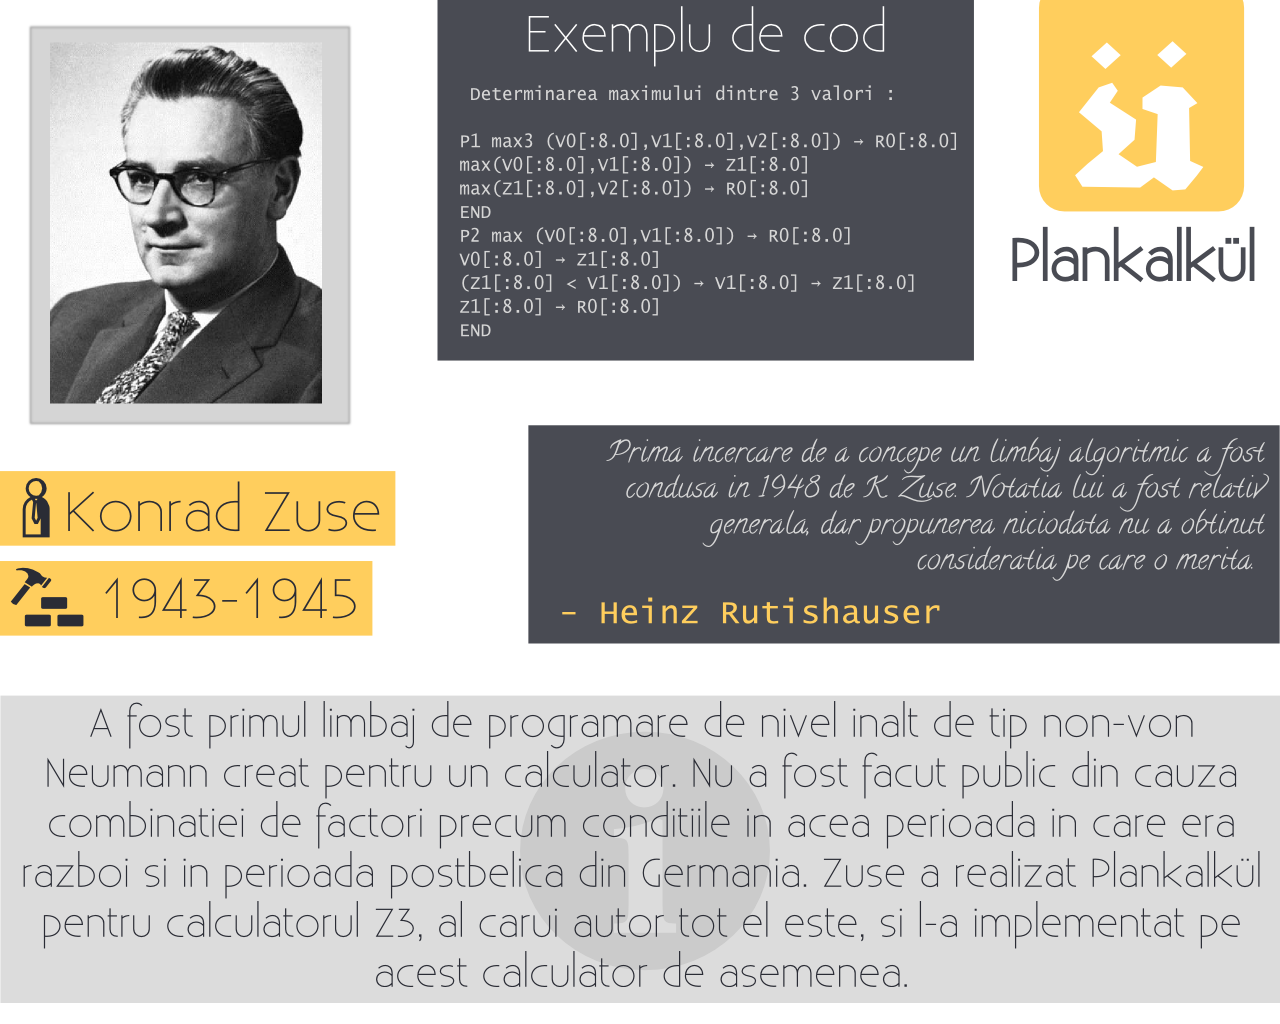 Exemplu de cod
Determinarea maximului dintre 3 valori :
P1 max3 (V0[:8.0],V1[:8.0],V2[:8.0]) → R0[:8.0]
max(V0[:8.0],V1[:8.0]) → Z1[:8.0]
max(Z1[:8.0],V2[:8.0]) → R0[:8.0]
END
P2 max (V0[:8.0],V1[:8.0]) → R0[:8.0]
V0[:8.0] → Z1[:8.0]
(Z1[:8.0] < V1[:8.0]) → V1[:8.0] → Z1[:8.0]
Z1[:8.0] → R0[:8.0]
END
ü
Plankalkül
Konrad Zuse
1943-1945
Prima incercare de a concepe un limbaj algoritmic a fost
condusa in 1948 de K. Zuse. Notatia lui a fost relativ
generala, dar propunerea niciodata nu a obtinut
consideratia pe care o merita.
– Heinz Rutishauser
A fost primul limbaj de programare de nivel inalt de tip non-von
Neumann creat pentru un calculator. Nu a fost facut public din cauza
combinatiei de factori precum conditiile in acea perioada in care era
razboi si in perioada postbelica din Germania. Zuse a realizat Plankalkül
pentru calculatorul Z3, al carui autor tot el este, si l-a implementat pe
acest calculator de asemenea.